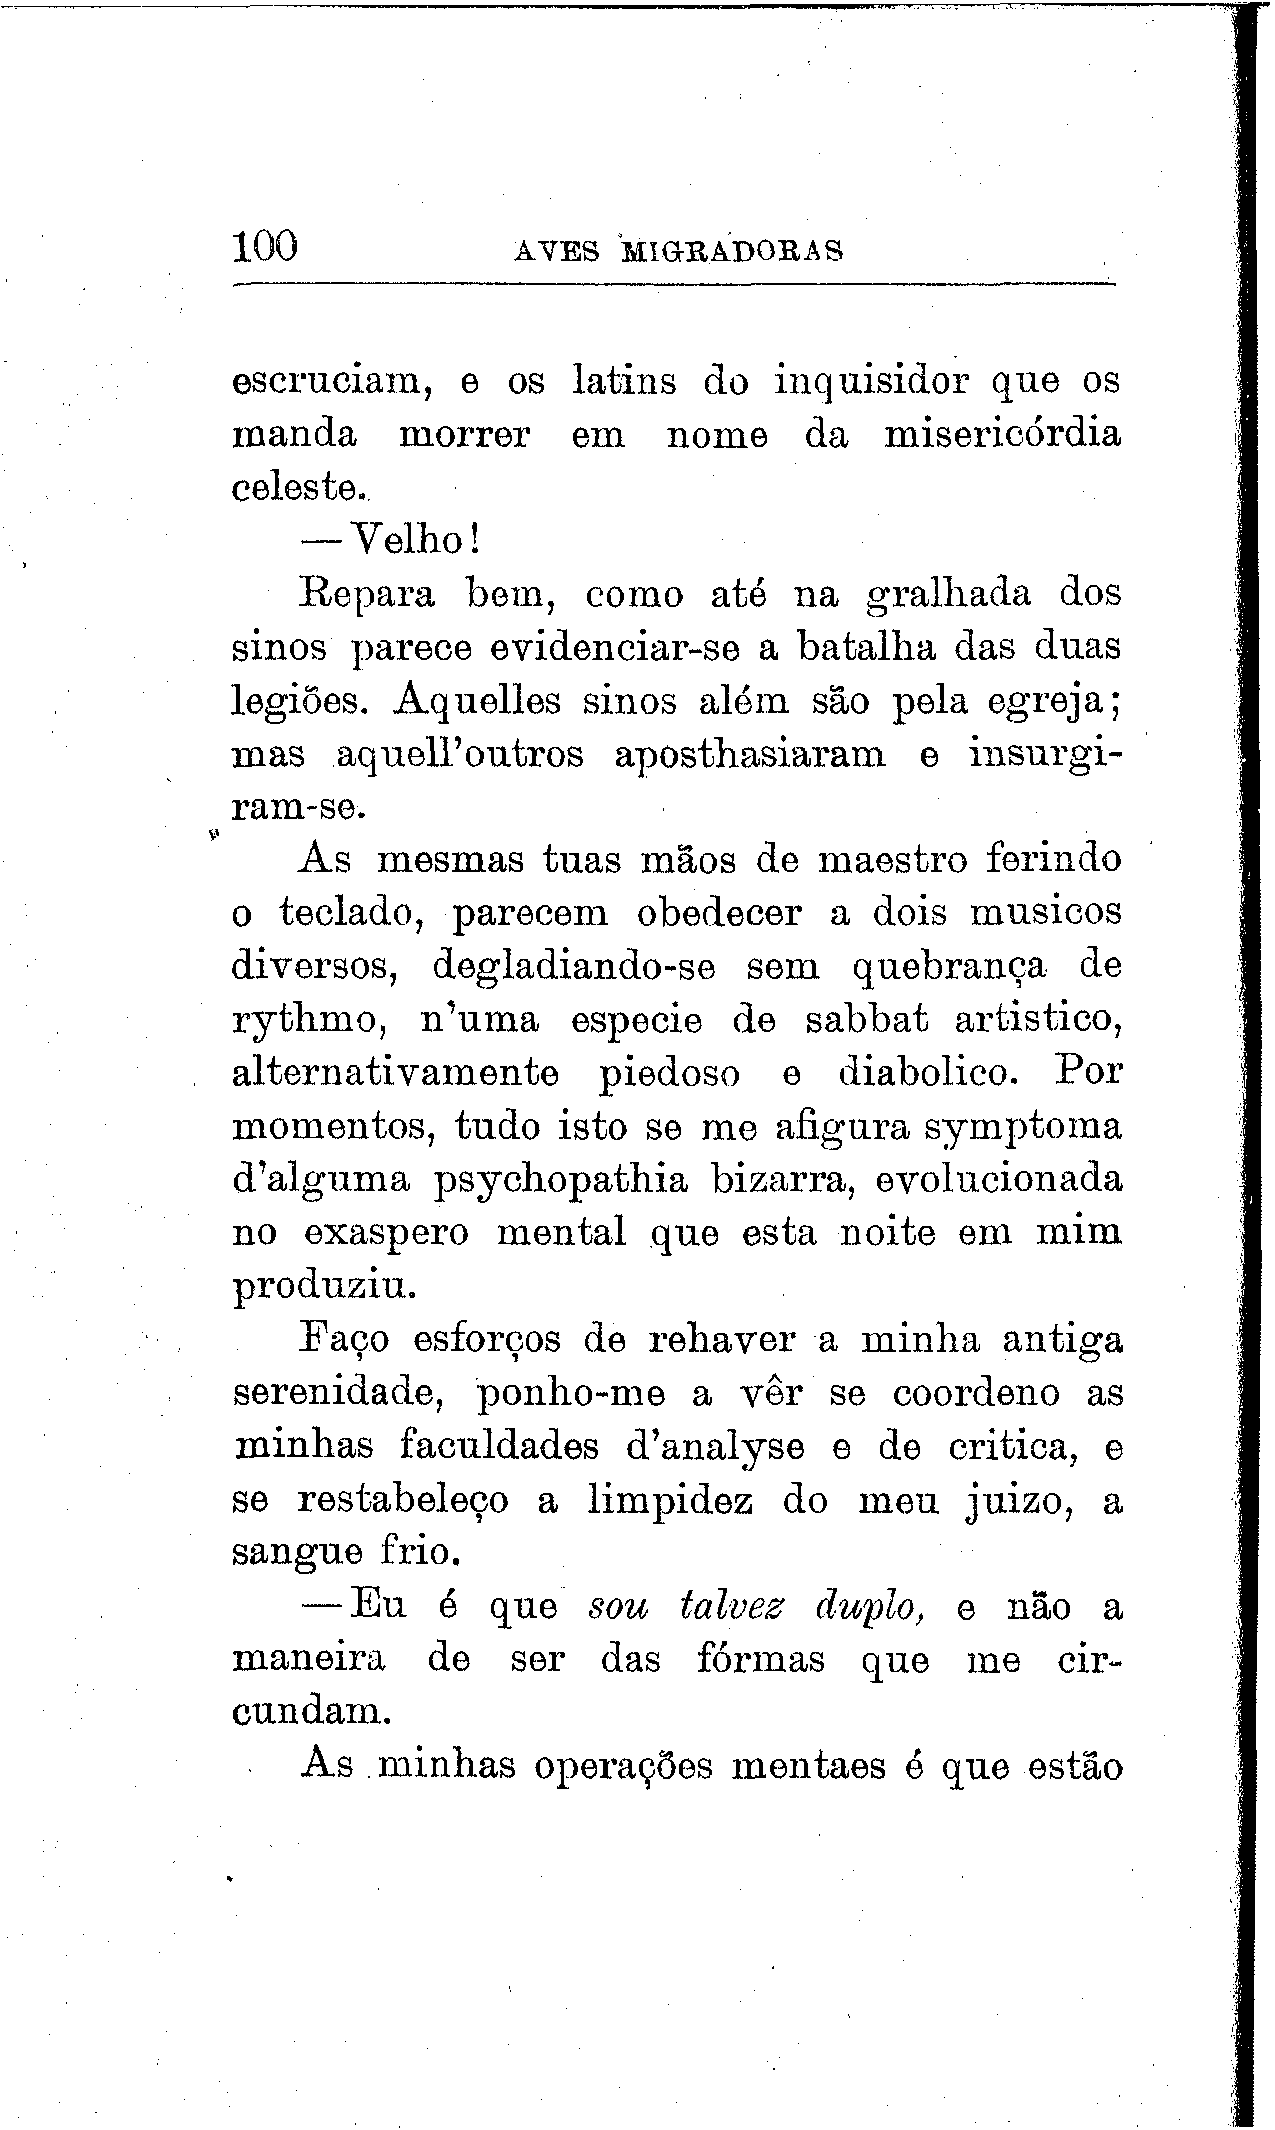 100 AVES MIGRADORAS
escruciam, e os latins do inquisidor que os
manda morrer em nome da misericórdia
celeste.
— Velho!
Repara bem, como até na gralhada dos
sinos parece evidenciar-se a batalha das duas
legiões. Aquelles sinos além são pela egreja;
mas aquell'outros aposthasiaram e insurgi-
ram-se.
As mesmas tuas mãos de maestro ferindo
o teclado, parecem obedecer a dois musicos
diversos, degladiando-se sem quebrança de
rythmo, n'uma especie de sabbat artistico,
alternativamente piedoso e diabolico. Por
momentos, tudo isto se me afigura symptoma
d'alguma psychopathia bizarra, evolucionada
no exaspero mental que esta noite em mim
produziu.
Faço esforços de rehaver a minha antiga
serenidade, ponho-me a vêr se coordeno as
minhas faculdades d'analyse e de critica, e
se restabeleço a limpidez do meu juizo, a
sangue frio.
— Eu é que sou talvez duplo, e não a
maneira de ser das fórmas que me cir-
cundam.
As minhas operações mentaes é que estão